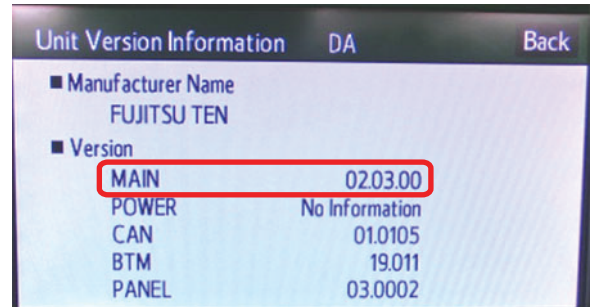 Unit Version Information DA Back
■ Manufacturer Name
FUJITSU TEN
■ Version
MAIN 02.03.00
POWER No Information
CAN 01.0105
BTM 19.011
PANEL 03.0002